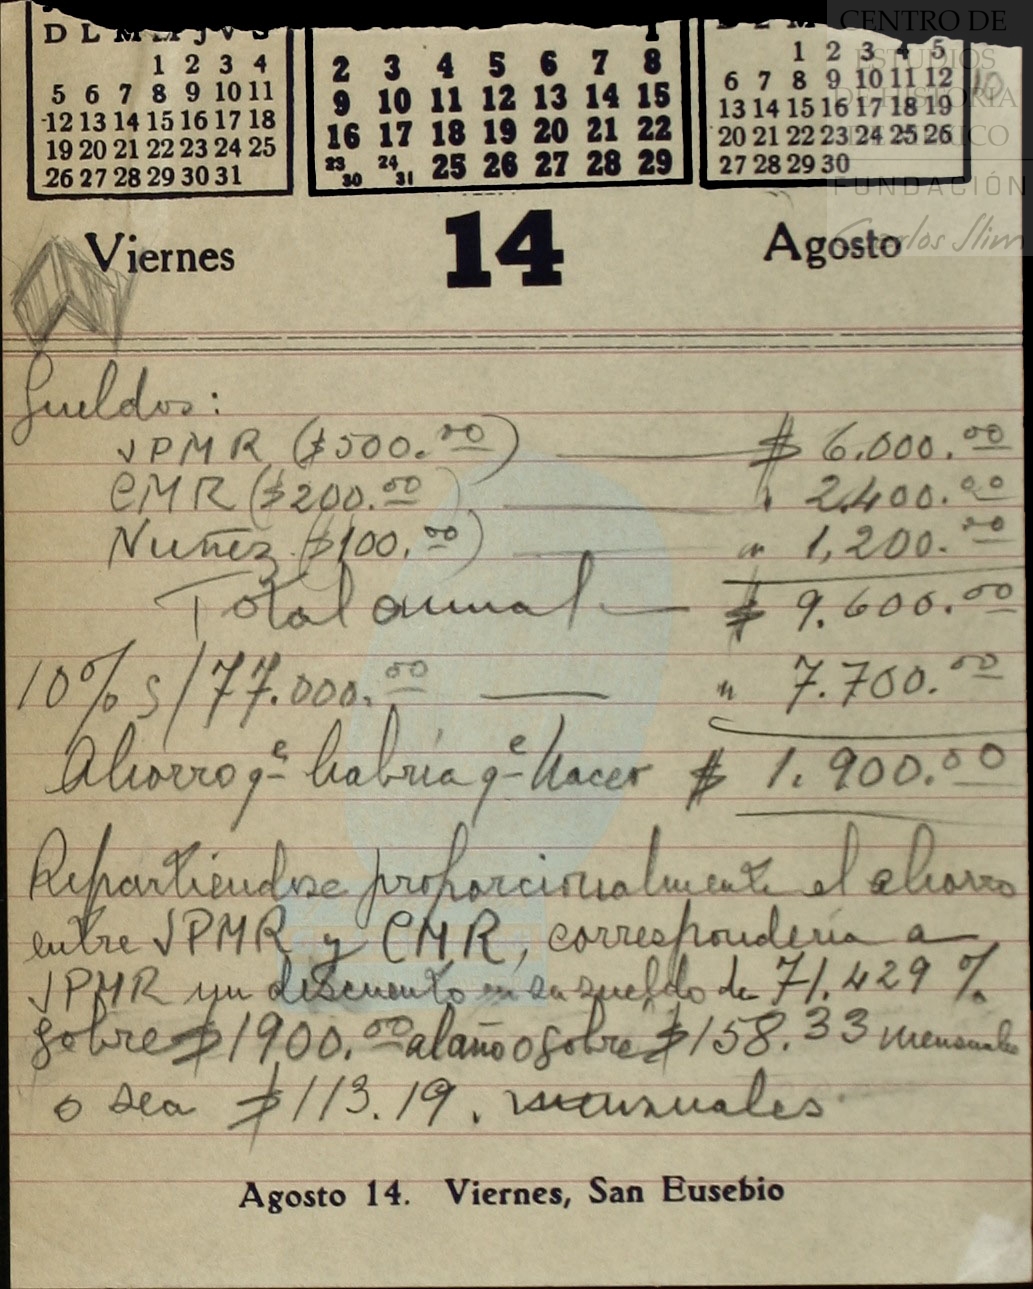 D L M M J V S
1 2 3 4
5 6 7 8 9 10 11
12 13 14 15 16 17 18
19 20 21 22 23 24 25
26 27 28 29 30 31
1
2 3 4 5 6 7 8
9 10 11 12 13 14 15
16 17 18 19 20 21 22
23/30 24/31 25 26 27 28 29
D L M
1 2 3 4 5
6 7 8 9 10 11 12
13 14 15 16 17 18 19
20 21 22 23 24 25 26
27 28 29 30
10
CENTRO DE
ESTUDIOS
DE HISTORIA
DE MÉXICO
FUNDACIÓN
Carlos Slim
Viernes 14 Agosto
Sueldos:
JPMR ($500.00) — $ 6.000.00
CMR ($200.00) — " 2.400.00
Nuñez ($100.00) — " 1,200.00
Total anual — $ 9.600.00
10% s/77.000.00 — " 7.700.00
Ahorro qe habría qe hacer $ 1.900.00
Repartiéndose proporcionalmente el ahorro
entre JPMR y CMR, correspondería a
JPMR un descuento en su sueldo de 71.429 %
sobre $1900.00 al año o sobre $158.33 mensuales
o sea $113.19. mensuales.
Agosto 14. Viernes, San Eusebio